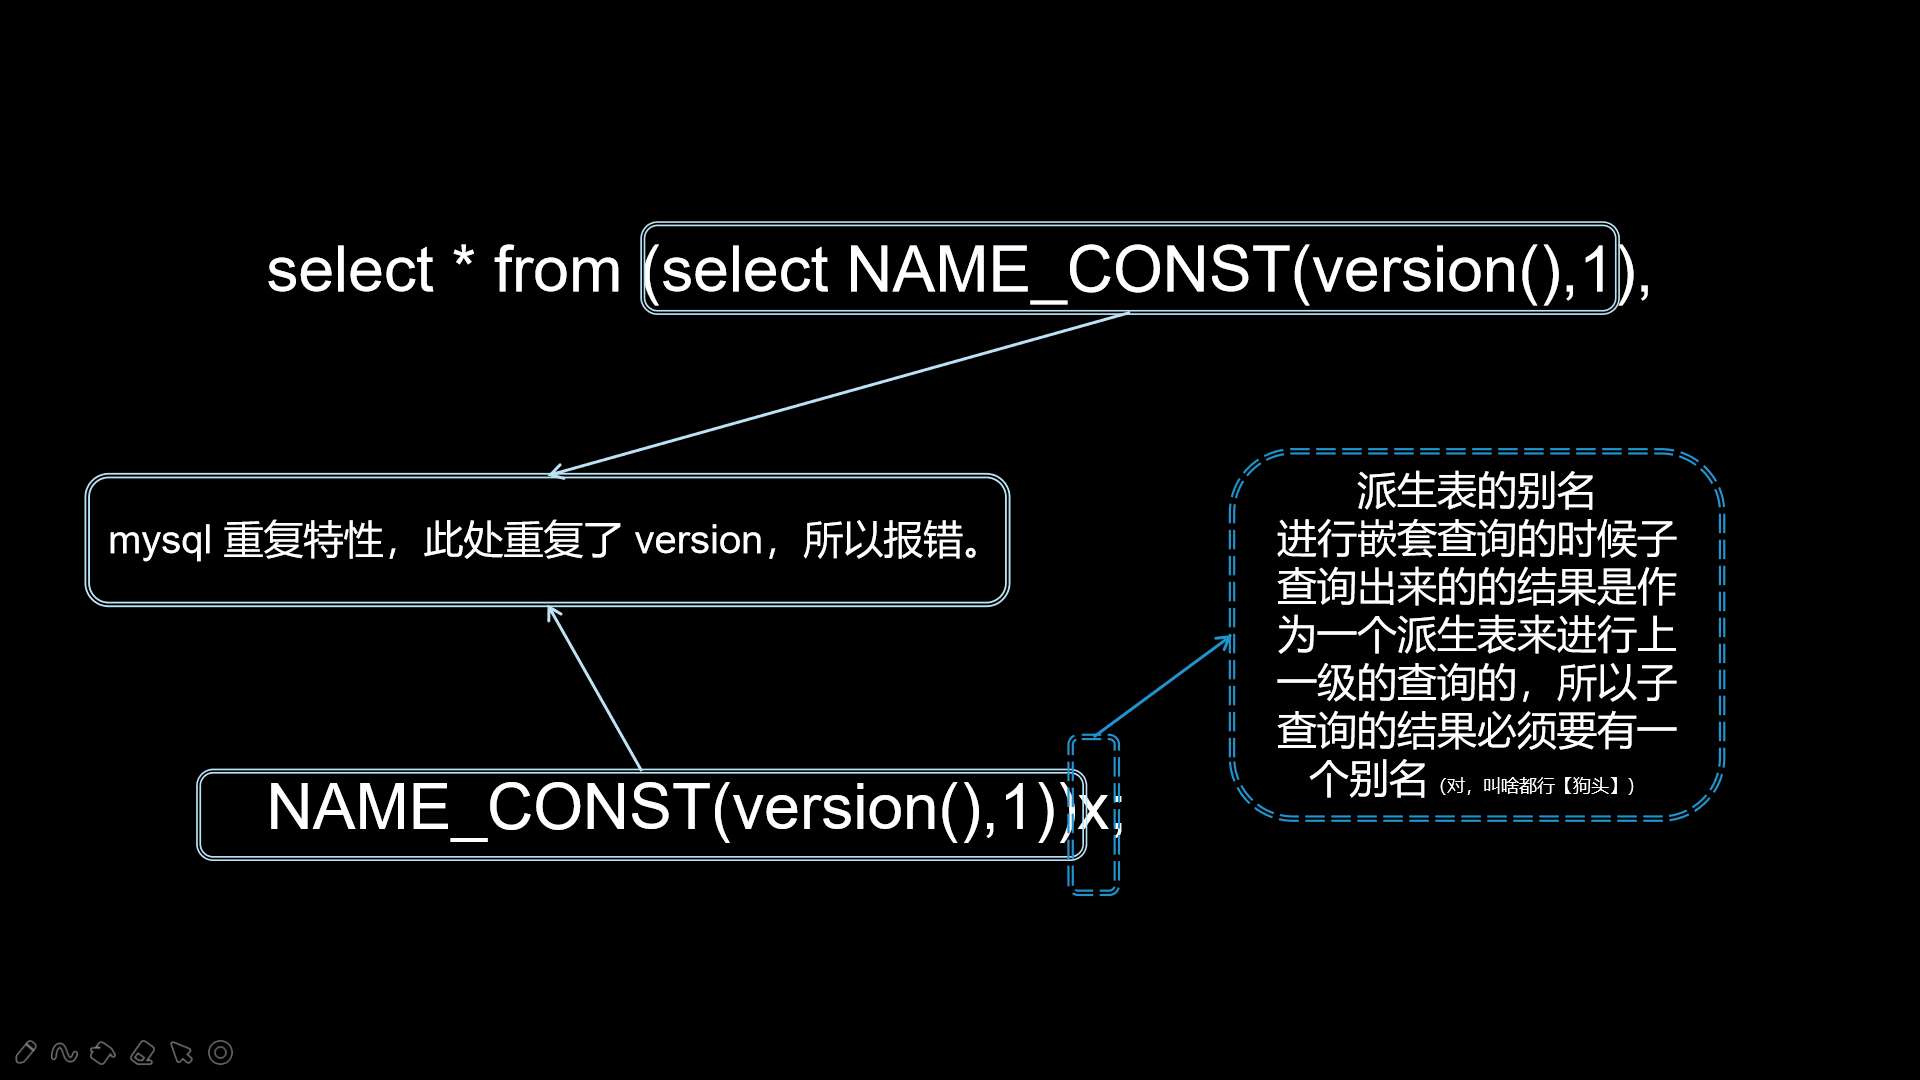 select * from (select NAME_CONST(version(),1),
mysql 重复特性，此处重复了 version，所以报错。
派生表的别名
进行嵌套查询的时候子
查询出来的的结果是作
为一个派生表来进行上
一级的查询的，所以子
查询的结果必须要有一
个别名（对，叫啥都行【狗头】）
NAME_CONST(version(),1))x;